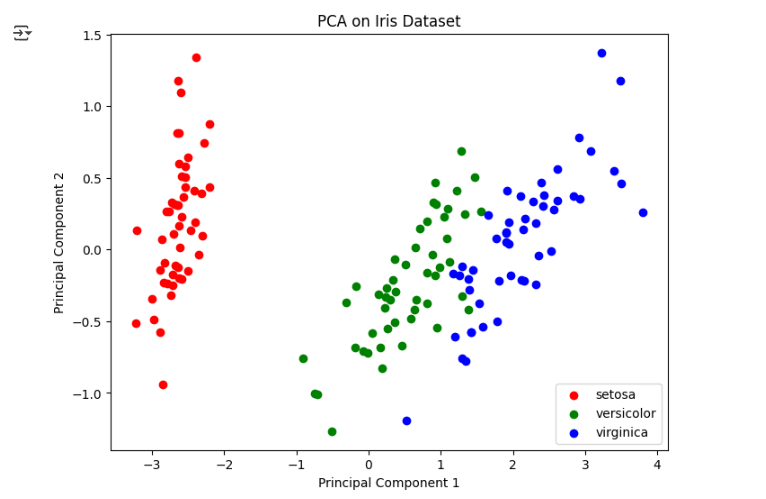 PCA on Iris Dataset
1.5
1.0
0.5
0.0
−0.5
−1.0
Principal Component 2
−3
−2
−1
0
1
2
3
4
Principal Component 1
setosa
versicolor
virginica